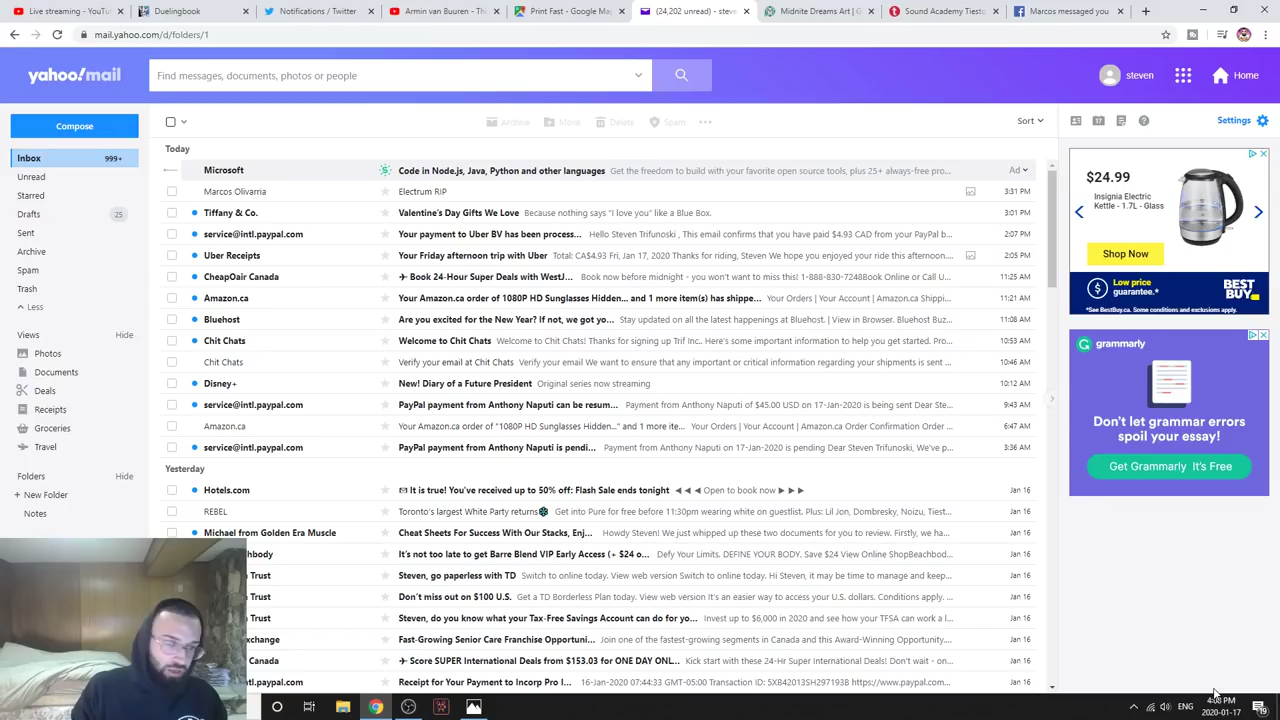 Live streaming - YouTu
Duelingbook
Notifications / Twitter
Armin van Buuren - The
Print Fast - Google Ma
(24,202 unread) - steve
Midnite Dreams Art | G
Sound Academy Tiesto
Marcos messaged you
mail.yahoo.com/d/folders/1
yahoo!mail
Find messages, documents, photos or people
steven
Home
Compose
Archive
Move
Delete
Spam
Sort
Settings
Inbox 999+
Unread
Starred
Drafts 25
Sent
Archive
Spam
Trash
Less
Views Hide
Photos
Documents
Deals
Receipts
Groceries
Travel
Folders Hide
+ New Folder
Notes
Today
Microsoft Code in Node.js, Java, Python and other languages Get the freedom to build with your favorite open source tools, plus 25+ always-free pro... Ad
Marcos Olivarria Electrum RIP 3:31 PM
Tiffany & Co. Valentine's Day Gifts We Love Because nothing says "I love you" like a Blue Box. 3:01 PM
service@intl.paypal.com Your payment to Uber BV has been process... Hello Steven Trifunoski , This email confirms that you have paid $4.93 CAD from your PayPal b... 2:07 PM
Uber Receipts Your Friday afternoon trip with Uber Total: CA$4.93 Fri, Jan 17, 2020 Thanks for riding, Steven We hope you enjoyed your ride this afternoon... 2:05 PM
CheapOair Canada ✈ Book 24-Hour Super Deals with WestJ... Book now before midnight - you won't want to miss this! 1-888-830-7248Book Online or Call U... 11:25 AM
Amazon.ca Your Amazon.ca order of 1080P HD Sunglasses Hidden... and 1 more item(s) has shippe... Your Orders | Your Account | Amazon.ca Shippi... 11:21 AM
Bluehost Are you excited for the New Year? If not, we got yo... Stay updated on all the latest happenings at Bluehost. | View in Browser. Bluehost Buz... 11:08 AM
Chit Chats Welcome to Chit Chats Welcome to Chit Chats! Thanks for signing up Trif Inc.. Here's some important information to help you get started. Pro... 10:53 AM
Chit Chats Verify your email at Chit Chats Verify your email We want to ensure that any important or critical information regarding your shipments is sent ... 10:46 AM
Disney+ New! Diary of a Future President Original series now streaming 10:12 AM
service@intl.paypal.com PayPal payment from Anthony Naputi can be resum... Payment from Anthony Naputi of $45.00 USD on 17-Jan-2020 is being sent Dear Ste... 9:43 AM
Amazon.ca Your Amazon.ca order of "1080P HD Sunglasses Hidden..." and 1 more ite... Your Orders | Your Account | Amazon.ca Order Confirmation Order ... 6:47 AM
service@intl.paypal.com PayPal payment from Anthony Naputi is pendi... Payment from Anthony Naputi on 17-Jan-2020 is pending Dear Steven Trifunoski, We've p... 3:36 AM
Yesterday
Hotels.com ✉ It is true! You've received up to 50% off: Flash Sale ends tonight ◀ ◀ ◀ Open to book now ▶ ▶ ▶ Jan 16
REBEL Toronto's largest White Party returns Get into Pure for free before 11:30pm wearing white on guestlist. Plus: Lil Jon, Dombresky, Noizu, Tiest... Jan 16
Michael from Golden Era Muscle Cheat Sheets For Success With Our Stacks, Enj... Howdy Steven! We just whipped up these two documents for you to review. Firstly, we ha... Jan 16
hbody It's not too late to get Barre Blend VIP Early Access (+ $24 o... Defy Your Limits. DEFINE YOUR BODY. Save $24 View Online ShopBeachbod... Jan 16
Trust Steven, go paperless with TD Switch to online today. View web version Switch to online today. Hi Steven, it may be time to manage and keep... Jan 16
Trust Don't miss out on $100 U.S. Get a TD Borderless Plan today. View web version It's an easier way to access your U.S. dollars. Conditions apply. ... Jan 16
Trust Steven, do you know what your Tax-Free Savings Account can do for yo... Invest up to $6,000 in 2020 and see how your TFSA can work a l... Jan 16
xchange Fast-Growing Senior Care Franchise Opportuni... Join one of the fastest-growing segments in Canada and this Award-Winning Opportunity... Jan 16
Canada ✈ Score SUPER International Deals from $153.03 for ONE DAY ONL... Kick start with these 24-Hr Super International Deals! Don't wait - on... Jan 16
Receipt for Your Payment to Incorp Pro I... 16-Jan-2020 07:44:33 GMT-05:00 Transaction ID: 5XB42013SH297193B https://www.paypal.com... Jan 16
$24.99
Insignia Electric
Kettle - 1.7L - Glass
Shop Now
Low price
guarantee.*
BEST
BUY
*See BestBuy.ca. Some conditions and exclusions apply.
grammarly
Don't let grammar errors
spoil your essay!
Get Grammarly It's Free
ENG
4:08 PM
2020-01-17
19